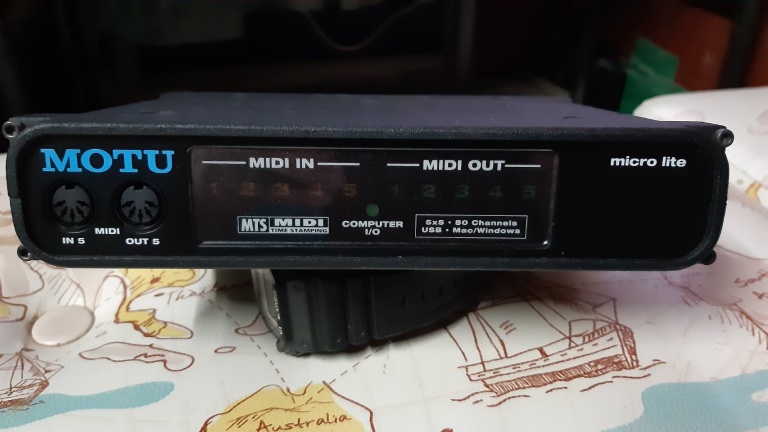 MOTU
MIDI IN
MIDI OUT
micro lite
1 2 3 4 5
1 2 3 4 5
MIDI
IN 5
OUT 5
MTS MIDI
TIME STAMPING
COMPUTER
I/O
5x5 • 80 Channels
USB • Mac/Windows
Australia